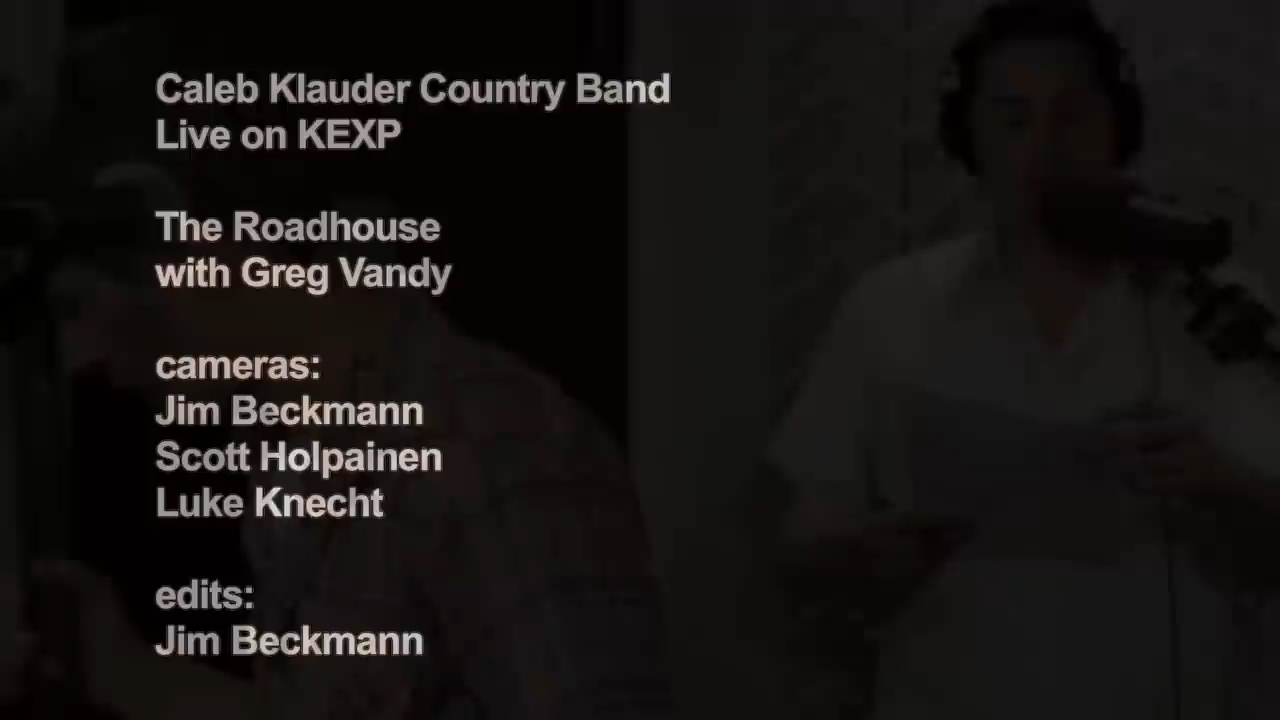 Caleb Klauder Country Band
Live on KEXP
The Roadhouse
with Greg Vandy
cameras:
Jim Beckmann
Scott Holpainen
Luke Knecht
edits:
Jim Beckmann